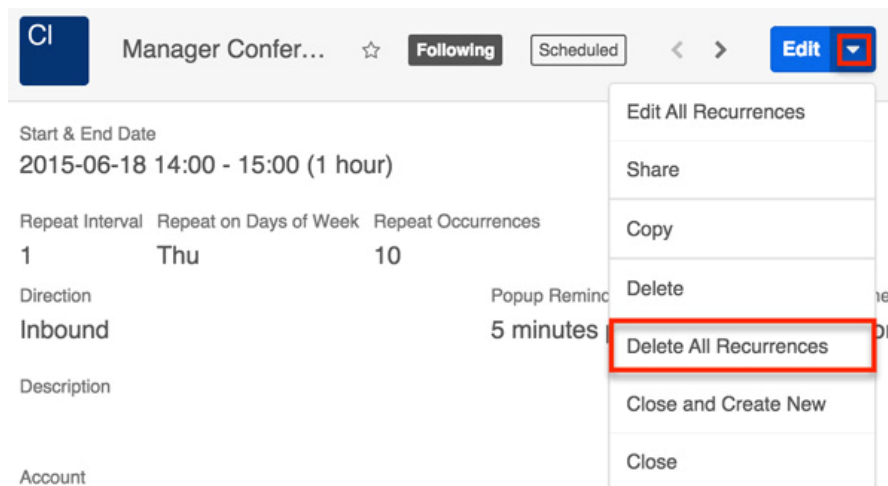 CI
Manager Confer...
Following
Scheduled
Edit
Edit All Recurrences
Start & End Date
2015-06-18 14:00 - 15:00 (1 hour)
Share
Repeat Interval Repeat on Days of Week Repeat Occurrences
1 Thu 10
Copy
Direction
Popup
Delete
Inbound
5 minutes
Delete All Recurrences
Description
Close and Create New
Close
Account